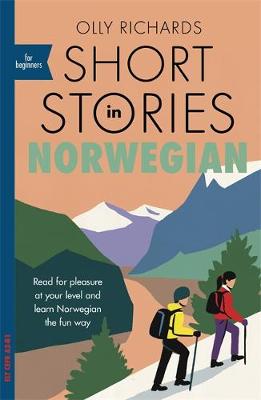 OLLY RICHARDS
for
beginners
SHORT
in
STORIES
NORWEGIAN
Read for pleasure
at your level and
learn Norwegian
the fun way